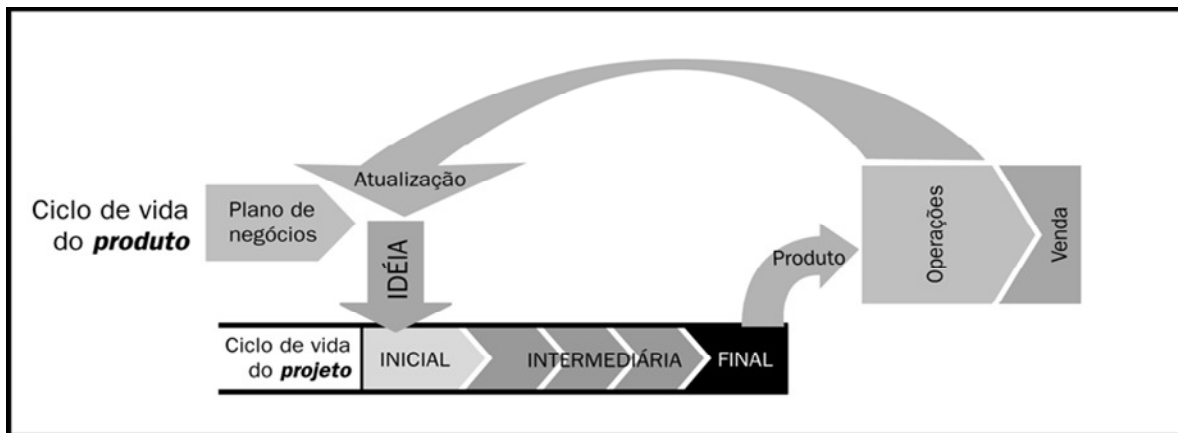 Atualização
Ciclo de vida
do produto
Plano de
negócios
IDÉIA
Produto
Operações
Venda
Ciclo de vida
do projeto
INICIAL
INTERMEDIÁRIA
FINAL